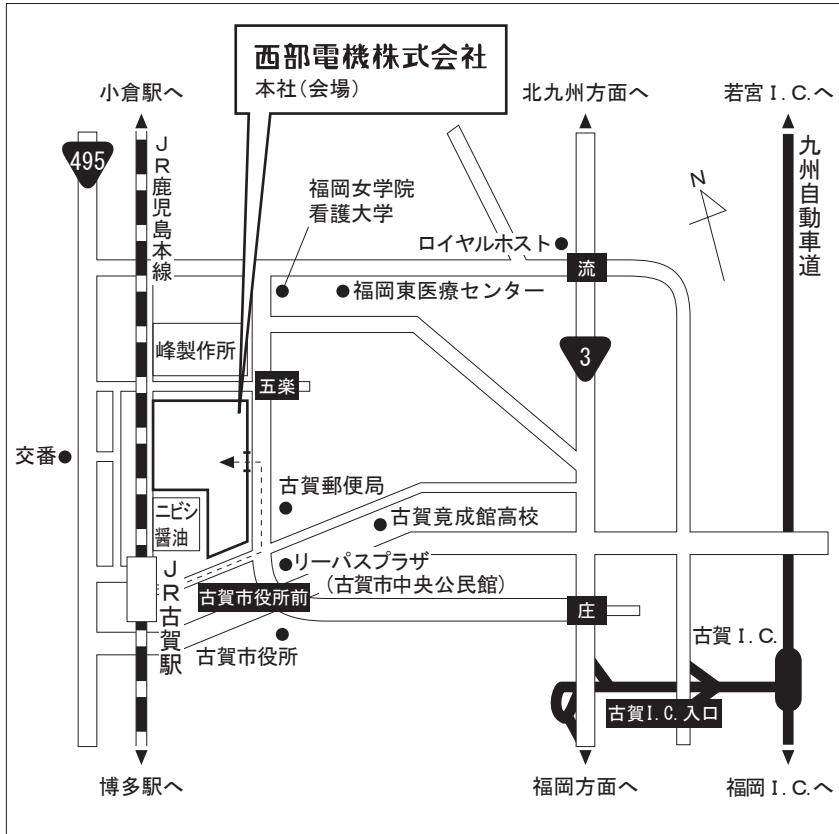 西部電機株式会社
本社(会場)
小倉駅へ
北九州方面へ
若宮 I.C.へ
495
JR鹿児島本線
福岡女学院
看護大学
N
九州自動車道
ロイヤルホスト
流
福岡東医療センター
峰製作所
3
五楽
交番
古賀郵便局
ニビシ
醤油
古賀竟成館高校
リーパスプラザ
(古賀市中央公民館)
JR古賀駅
古賀市役所前
庄
古賀市役所
古賀 I.C.
古賀I.C.入口
博多駅へ
福岡方面へ
福岡 I.C.へ